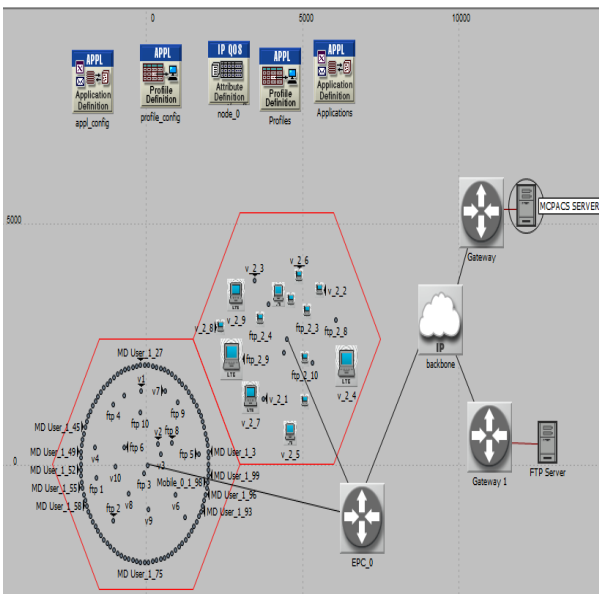 0
5000
10000
APPL
Application
Definition
appl_config
APPL
Profile
Definition
profile_config
IP QOS
Attribute
Definition
node_0
APPL
Profile
Definition
Profiles
APPL
Application
Definition
Applications
5000
MCPACS SERVER
Gateway
v_2_6
v_2_3
v_2_2
v_2_9
v_2_8
ftp_2_3
ftp_2_8
ftp_2_4
IP
backbone
ftp_2_9
ftp_2_10
v_2_4
v_2_1
v_2_7
v_2_5
MD User_1_27
v1
v7
ftp 4
ftp 9
ftp 10
MD User_1_45
v2
ftp 8
ftp 6
MD User_1_49
v4
ftp 5
MD User_1_3
v3
0
MD User_1_52
v10
MD User_1_99
ftp 3
Mobile_0_1_98
MD User_1_55
ftp 1
MD User_1_96
MD User_1_58
v8
v6
ftp 2
v9
MD User_1_93
MD User_1_75
Gateway 1
FTP Server
EPC_0
LTE
LTE
LTE